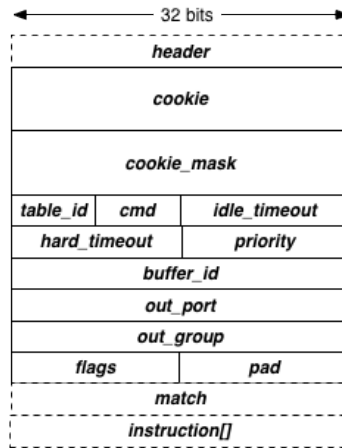 32 bits
header
cookie
cookie_mask
table_id cmd idle_timeout
hard_timeout priority
buffer_id
out_port
out_group
flags pad
match
instruction[]